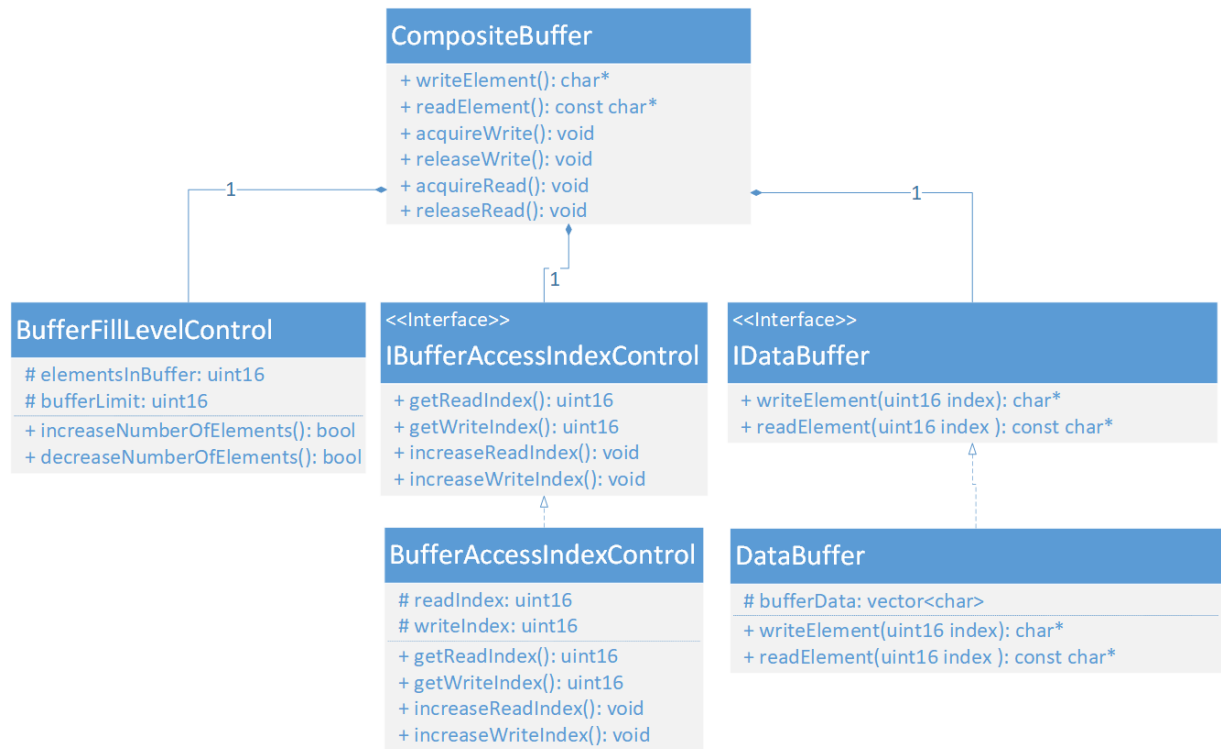 CompositeBuffer
+ writeElement(): char*
+ readElement(): const char*
+ acquireWrite(): void
+ releaseWrite(): void
+ acquireRead(): void
+ releaseRead(): void
1
1
1
BufferFillLevelControl
# elementsInBuffer: uint16
# bufferLimit: uint16
+ increaseNumberOfElements(): bool
+ decreaseNumberOfElements(): bool
<<Interface>>
IBufferAccessIndexControl
+ getReadIndex(): uint16
+ getWriteIndex(): uint16
+ increaseReadIndex(): void
+ increaseWriteIndex(): void
<<Interface>>
IDataBuffer
+ writeElement(uint16 index): char*
+ readElement(uint16 index ): const char*
BufferAccessIndexControl
# readIndex: uint16
# writeIndex: uint16
+ getReadIndex(): uint16
+ getWriteIndex(): uint16
+ increaseReadIndex(): void
+ increaseWriteIndex(): void
DataBuffer
# bufferData: vector<char>
+ writeElement(uint16 index): char*
+ readElement(uint16 index ): const char*